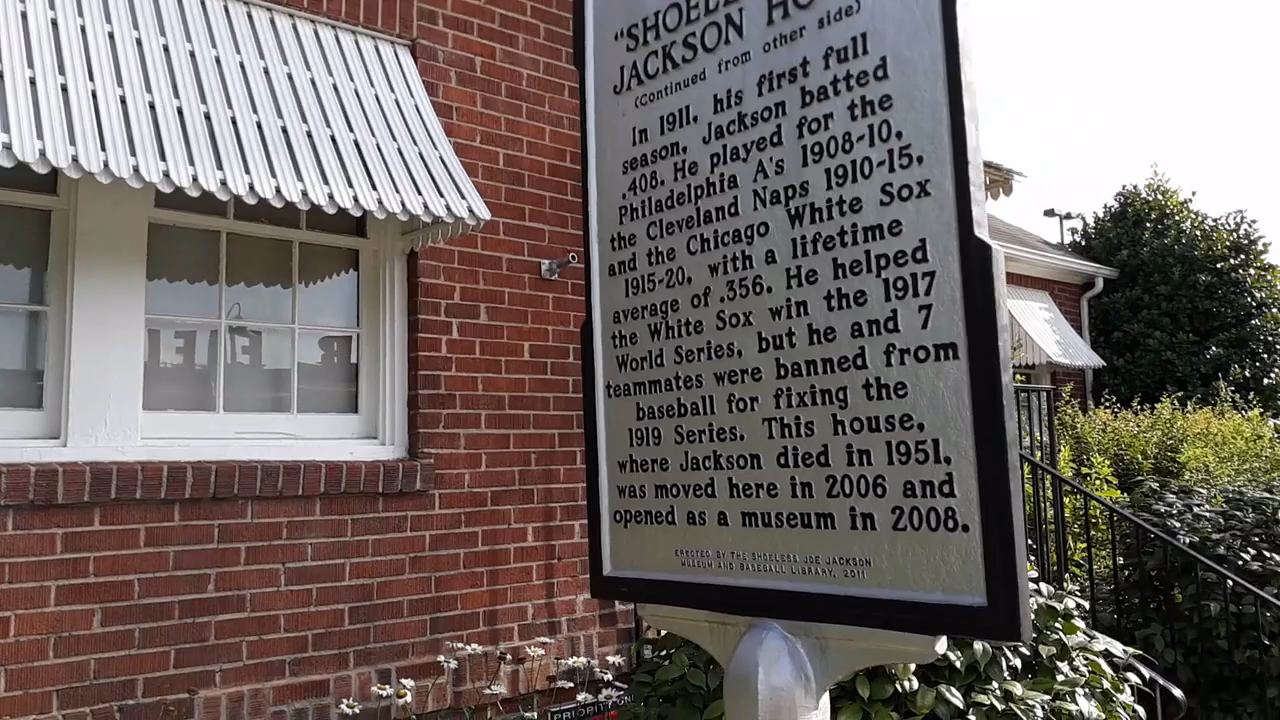 "SHOEL
JACKSON HO
(Continued from other side)
In 1911, his first full
season, Jackson batted
.408. He played for the
Philadelphia A's 1908-10,
the Cleveland Naps 1910-15,
and the Chicago White Sox
1915-20, with a lifetime
average of .356. He helped
the White Sox win the 1917
World Series, but he and 7
teammates were banned from
baseball for fixing the
1919 Series. This house,
where Jackson died in 1951,
was moved here in 2006 and
opened as a museum in 2008.
ERECTED BY THE SHOELESS JOE JACKSON
MUSEUM AND BASEBALL LIBRARY, 2011
PRIORITY ONE